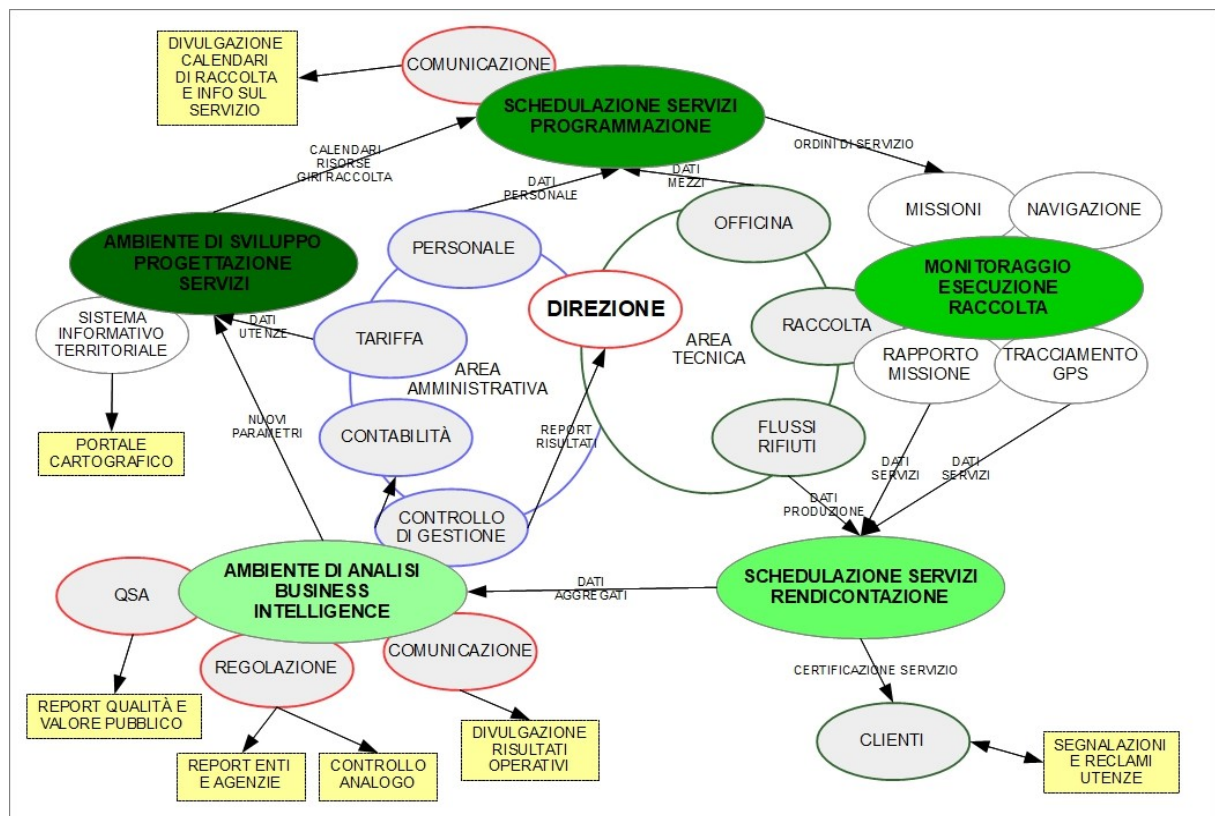 DIVULGAZIONE
CALENDARI
DI RACCOLTA
E INFO SUL
SERVIZIO
COMUNICAZIONE
SCHEDULAZIONE SERVIZI
PROGRAMMAZIONE
CALENDARI
RISORSE
GIRI RACCOLTA
ORDINI DI SERVIZIO
DATI
PERSONALE
DATI
MEZZI
MISSIONI
NAVIGAZIONE
OFFICINA
PERSONALE
AMBIENTE DI SVILUPPO
PROGETTAZIONE
SERVIZI
MONITORAGGIO
ESECUZIONE
RACCOLTA
DIREZIONE
SISTEMA
INFORMATIVO
TERRITORIALE
DATI
UTENZE
TARIFFA
AREA
AMMINISTRATIVA
AREA
TECNICA
RACCOLTA
RAPPORTO
MISSIONE
TRACCIAMENTO
GPS
NUOVI
PARAMETRI
CONTABILITÀ
REPORT
RISULTATI
FLUSSI
RIFIUTI
PORTALE
CARTOGRAFICO
DATI
SERVIZI
DATI
SERVIZI
DATI
PRODUZIONE
CONTROLLO
DI GESTIONE
QSA
AMBIENTE DI ANALISI
BUSINESS
INTELLIGENCE
DATI
AGGREGATI
SCHEDULAZIONE SERVIZI
RENDICONTAZIONE
REGOLAZIONE
COMUNICAZIONE
CERTIFICAZIONE SERVIZIO
REPORT QUALITÀ E
VALORE PUBBLICO
REPORT ENTI
E AGENZIE
CONTROLLO
ANALOGO
DIVULGAZIONE
RISULTATI
OPERATIVI
CLIENTI
SEGNALAZIONI
E RECLAMI
UTENZE